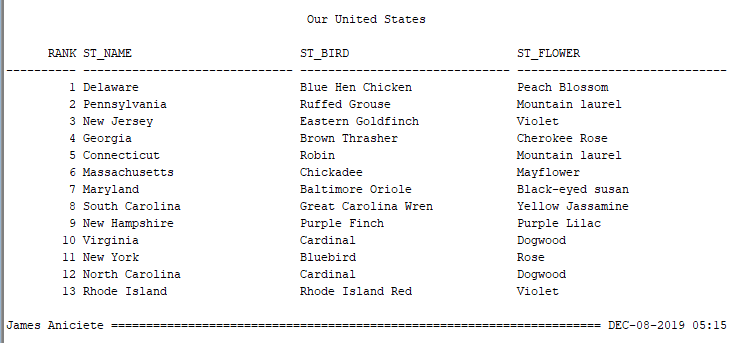 Our United States
RANK ST_NAME ST_BIRD ST_FLOWER
---------- ------------------------------ ------------------------------ ------------------------------
1 Delaware Blue Hen Chicken Peach Blossom
2 Pennsylvania Ruffed Grouse Mountain laurel
3 New Jersey Eastern Goldfinch Violet
4 Georgia Brown Thrasher Cherokee Rose
5 Connecticut Robin Mountain laurel
6 Massachusetts Chickadee Mayflower
7 Maryland Baltimore Oriole Black-eyed susan
8 South Carolina Great Carolina Wren Yellow Jassamine
9 New Hampshire Purple Finch Purple Lilac
10 Virginia Cardinal Dogwood
11 New York Bluebird Rose
12 North Carolina Cardinal Dogwood
13 Rhode Island Rhode Island Red Violet
James Aniciete ====================================================================== DEC-08-2019 05:15